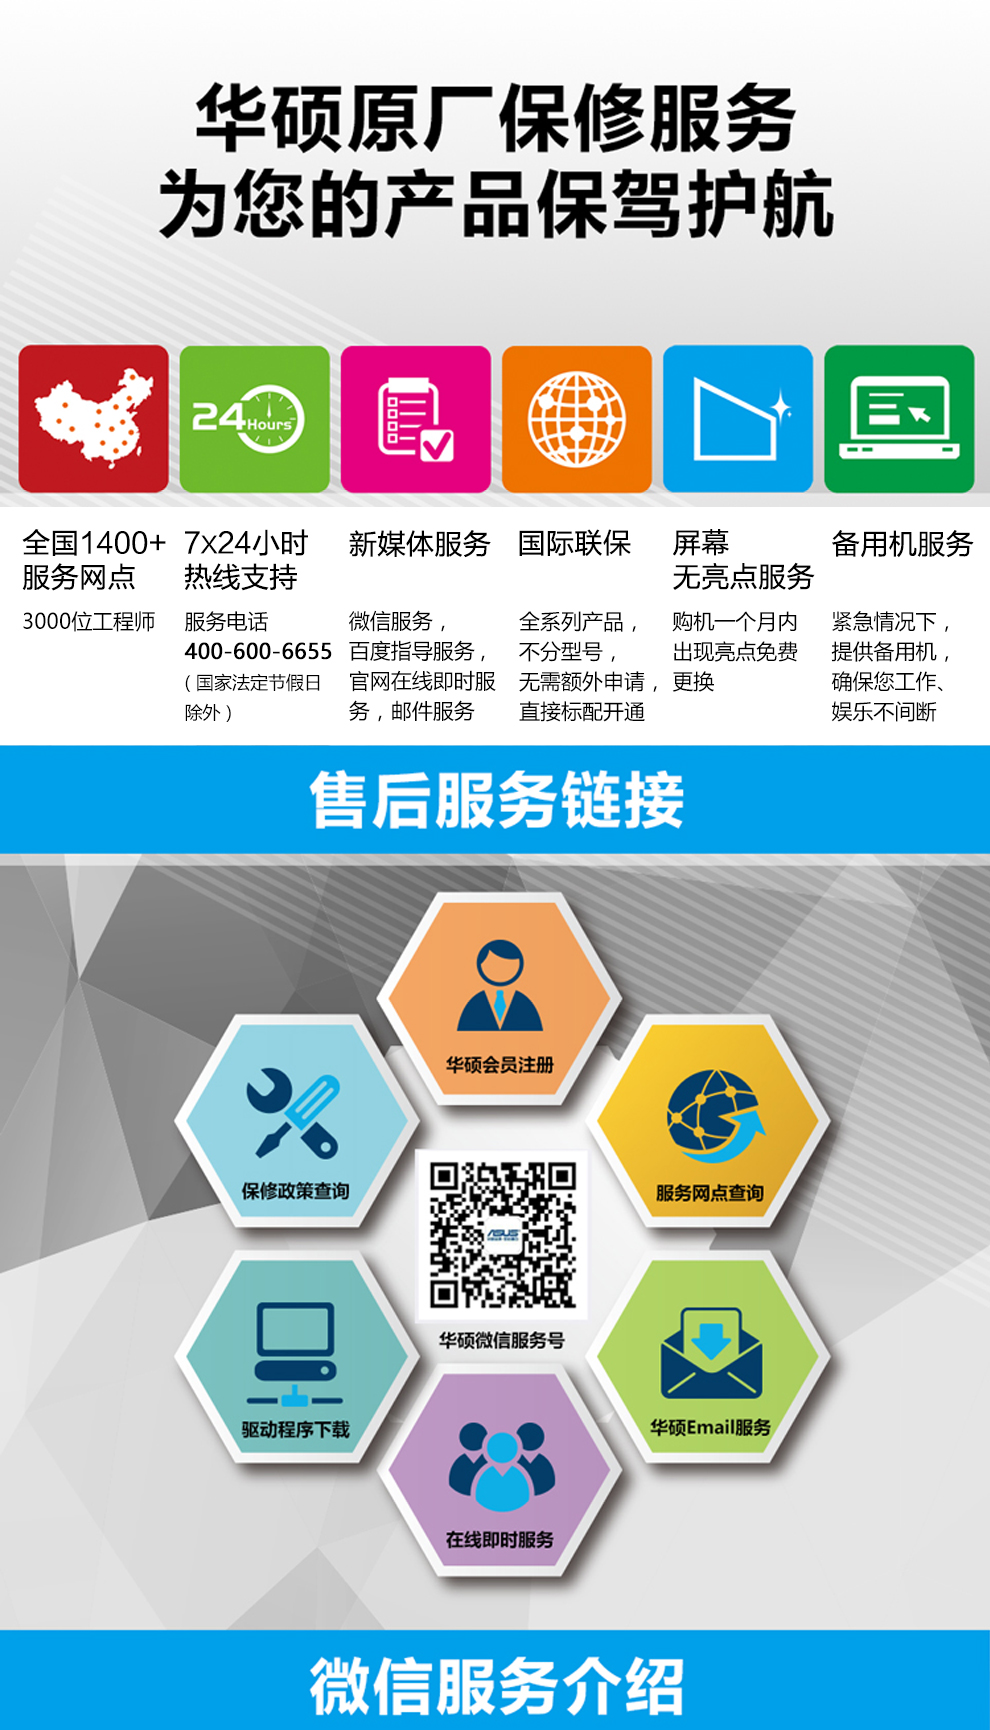 华硕原厂保修服务
为您的产品保驾护航
24Hours
全国1400+
服务网点
3000位工程师
7x24小时
热线支持
服务电话
400-600-6655
(国家法定节假日
除外)
新媒体服务
微信服务，
百度指导服务，
官网在线即时服
务，邮件服务
国际联保
全系列产品，
不分型号，
无需额外申请，
直接标配开通
屏幕
无亮点服务
购机一个月内
出现亮点免费
更换
备用机服务
紧急情况下，
提供备用机，
确保您工作、
娱乐不间断
售后服务链接
华硕会员注册
保修政策查询
服务网点查询
ASUS
华硕微信服务号
驱动程序下载
华硕Email服务
在线即时服务
微信服务介绍